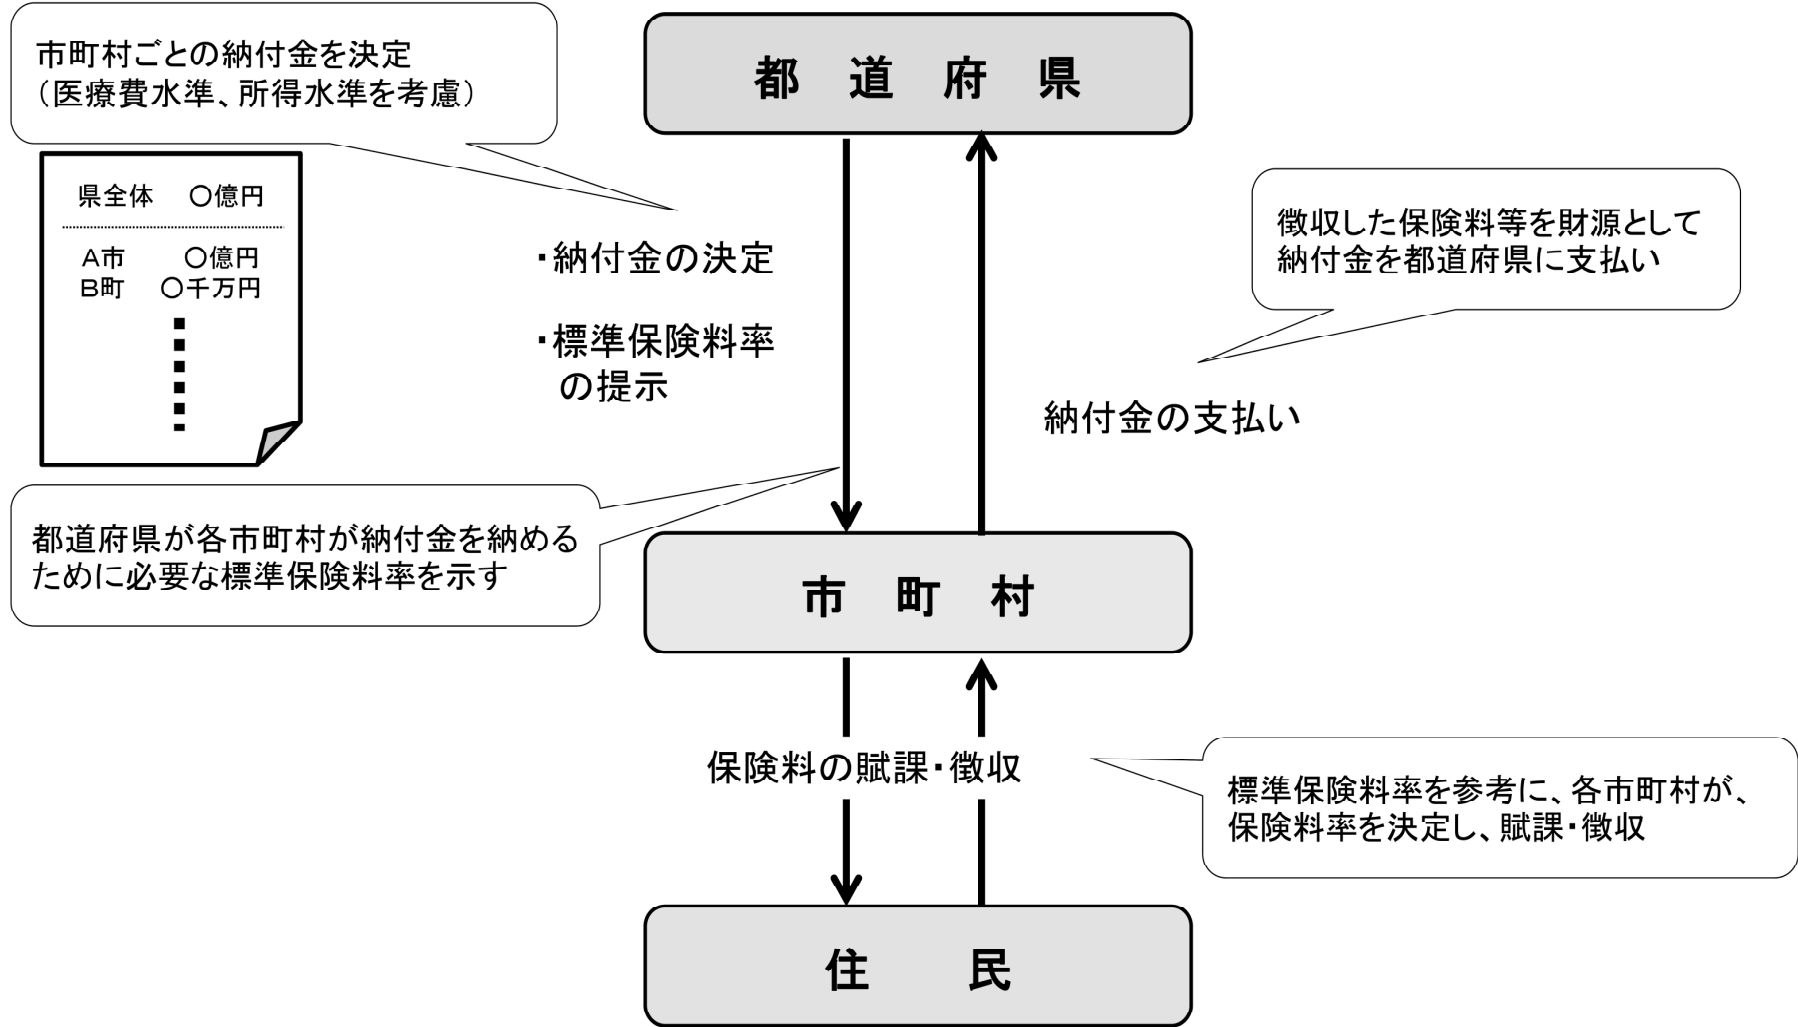 市町村ごとの納付金を決定
（医療費水準、所得水準を考慮）
都　道　府　県
県全体　〇億円
A市　〇億円
B町　〇千万円
・納付金の決定
・標準保険料率
の提示
徴収した保険料等を財源として
納付金を都道府県に支払い
納付金の支払い
都道府県が各市町村が納付金を納める
ために必要な標準保険料率を示す
市　町　村
保険料の賦課・徴収
標準保険料率を参考に、各市町村が、
保険料率を決定し、賦課・徴収
住　民